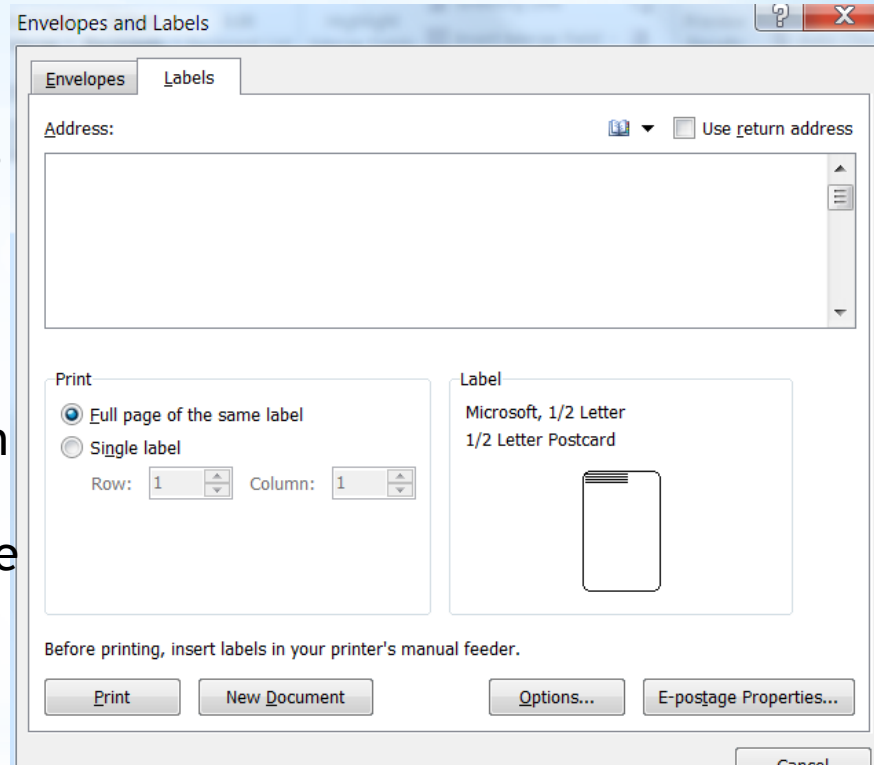 Envelopes and Labels
Envelopes Labels
Address: Use return address
Print
Full page of the same label
Single label
Row: 1 Column: 1
Label
Microsoft, 1/2 Letter
1/2 Letter Postcard
Before printing, insert labels in your printer's manual feeder.
Print New Document Options... E-postage Properties...
Cancel